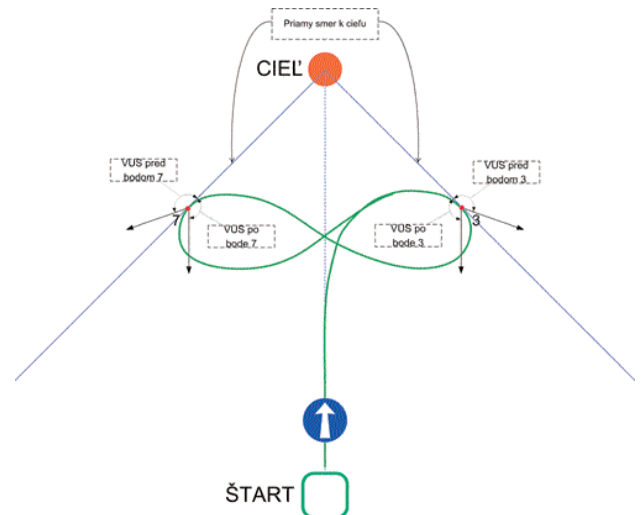 Priamy smer k cieľu
CIEĽ
VUS pred
bodom 7
VUS pred
bodom 3
7
3
VUS po
bode 7
VUS po
bode 3
ŠTART